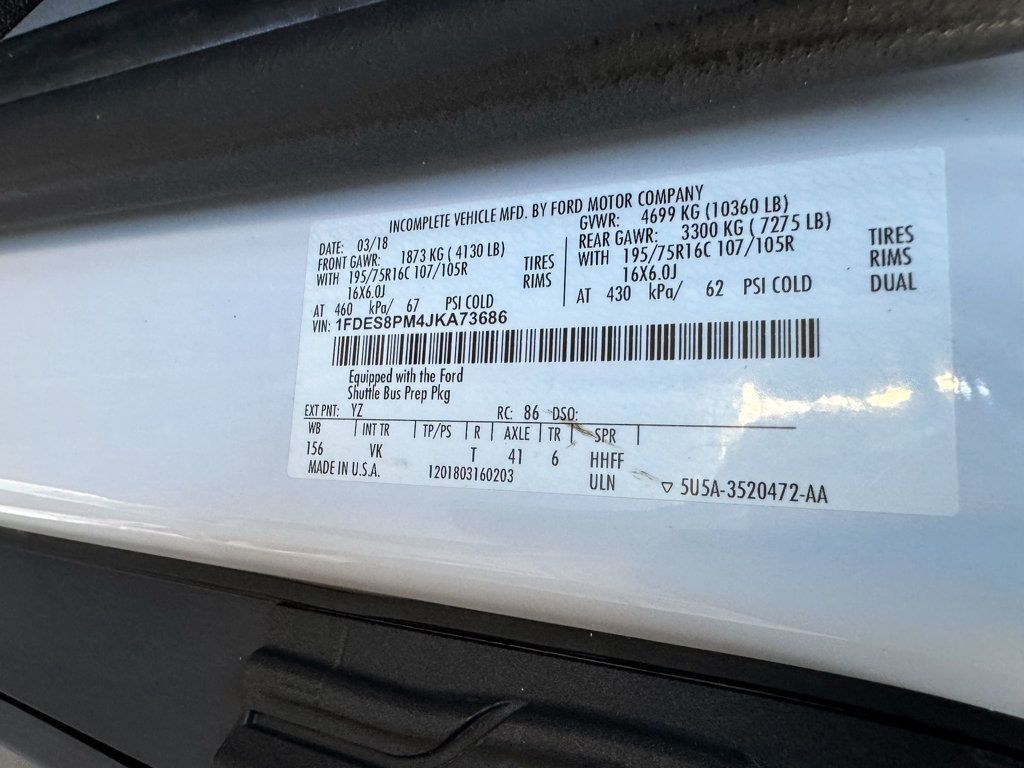 INCOMPLETE VEHICLE MFD. BY FORD MOTOR COMPANY
DATE: 03/18 GVWR: 4699 KG (10360 LB)
FRONT GAWR: 1873 KG ( 4130 LB) REAR GAWR: 3300 KG ( 7275 LB)
WITH 195/75R16C 107/105R TIRES WITH 195/75R16C 107/105R TIRES
16X6.0J RIMS 16X6.0J RIMS
AT 460 kPa/ 67 PSI COLD AT 430 kPa/ 62 PSI COLD DUAL
VIN: 1FDES8PM4JKA73686
Equipped with the Ford
Shuttle Bus Prep Pkg
EXT PNT: YZ RC: 86 DSO:
WB INT TR TP/PS R AXLE TR SPR
156 VK T 41 6 HHFF
MADE IN U.S.A. 1201803160203 ULN 5U5A-3520472-AA